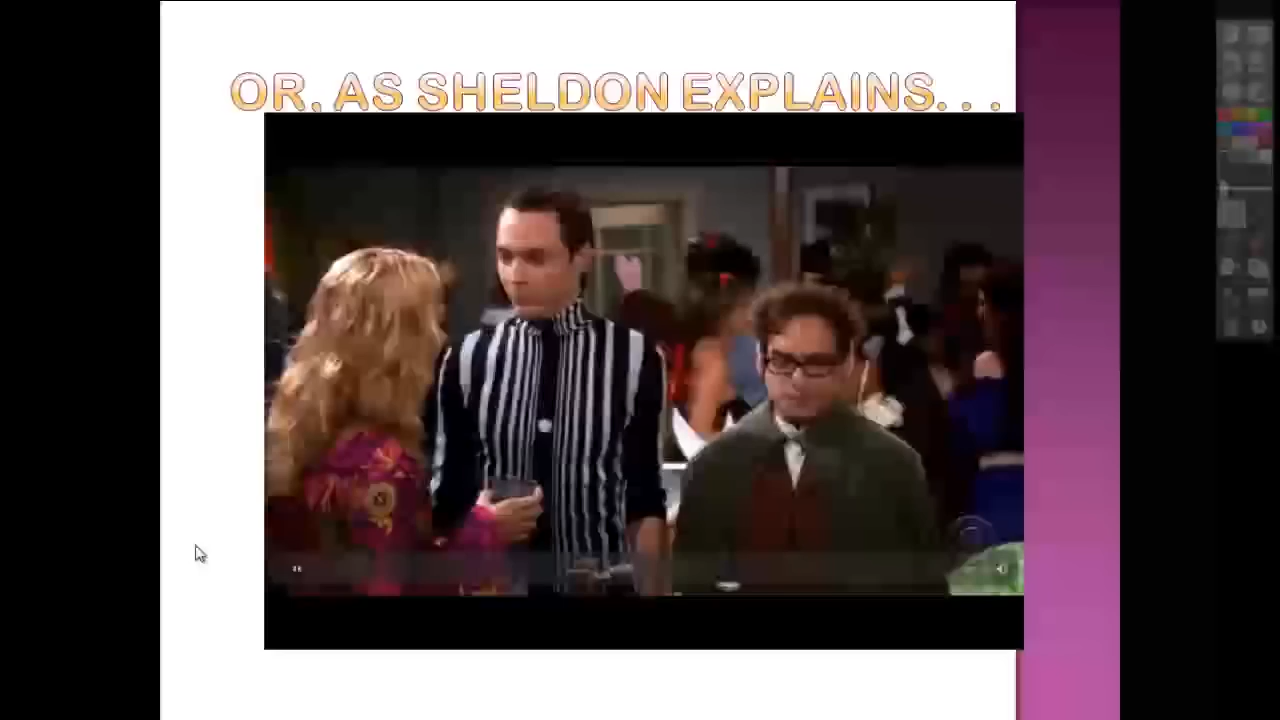 OR, AS SHELDON EXPLAINS. . .